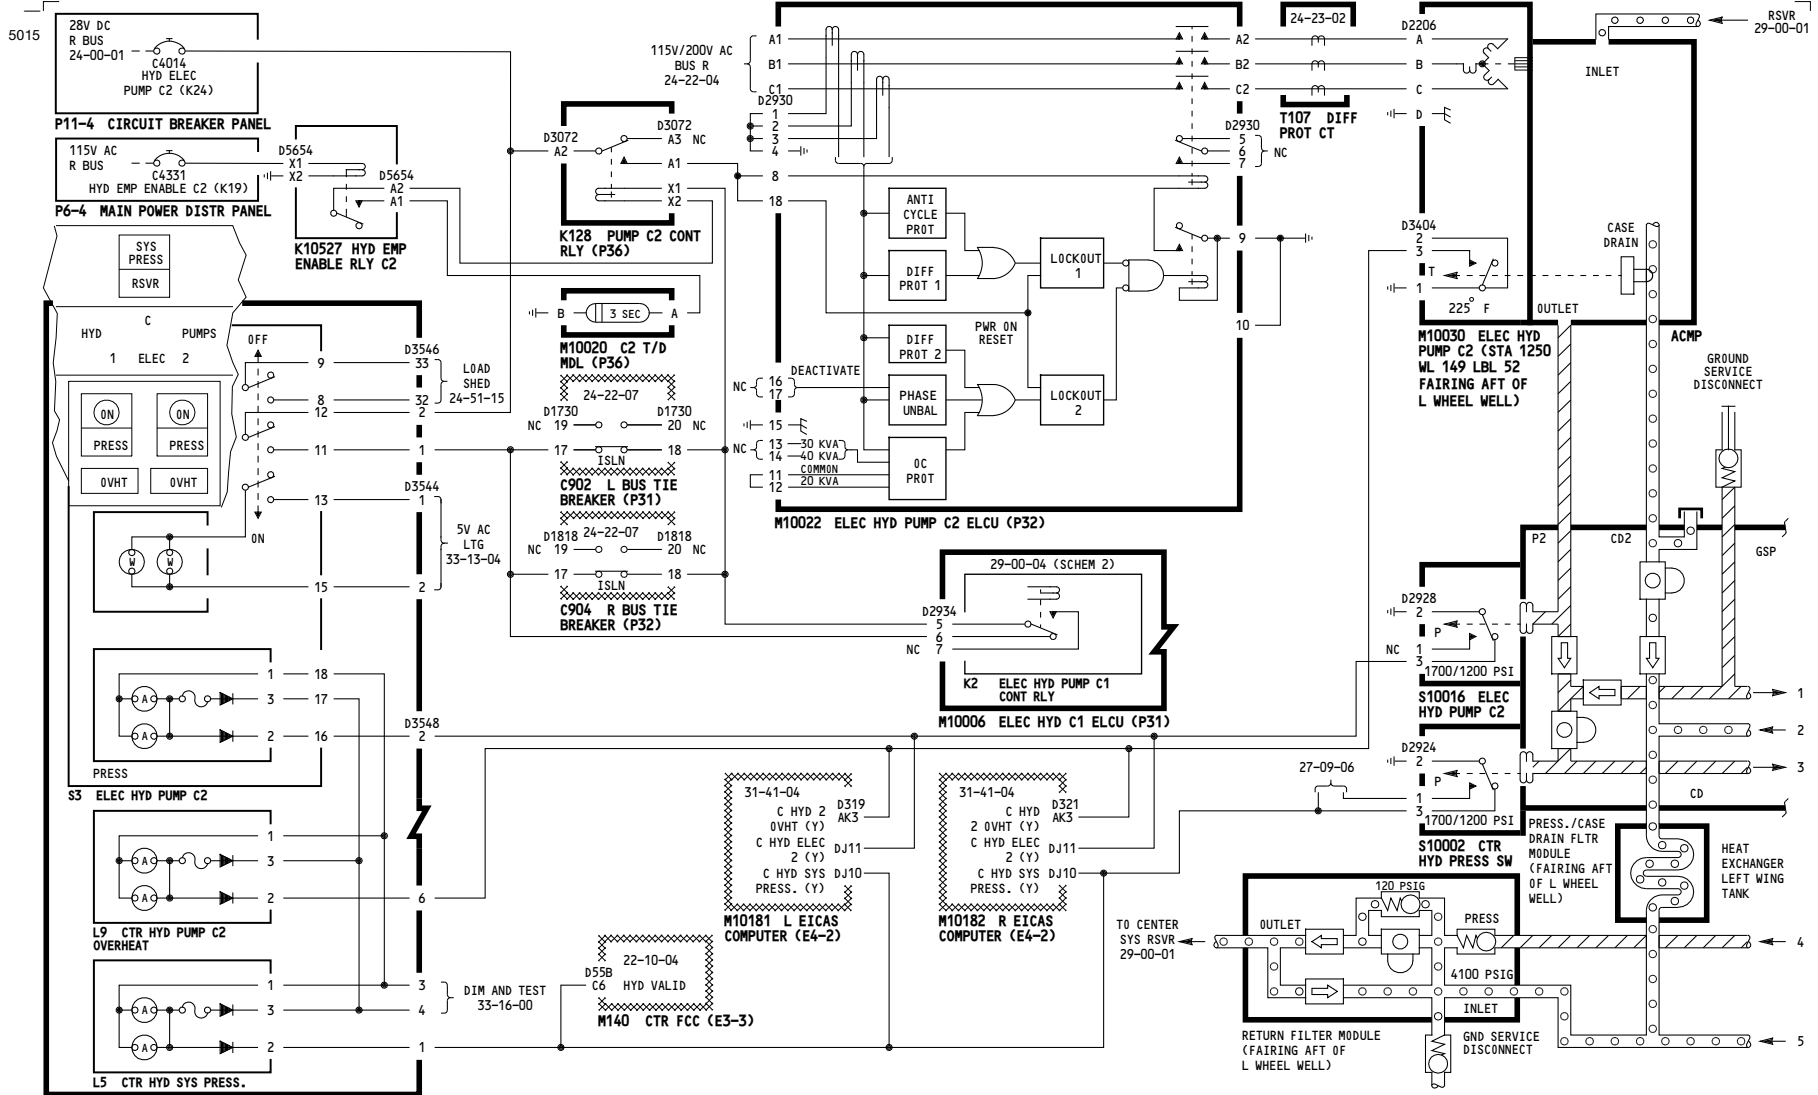 5015
28V DC
R BUS
24-00-01
C4014
HYD ELEC
PUMP C2 (K24)
P11-4 CIRCUIT BREAKER PANEL
115V AC
R BUS
C4331
HYD EMP ENABLE C2 (K19)
P6-4 MAIN POWER DISTR PANEL
D5654
X1
X2
D5654
A2
A1
K10527 HYD EMP
ENABLE RLY C2
SYS
PRESS
RSVR
C
HYD PUMPS
1 ELEC 2
ON
PRESS
ON
PRESS
OVHT
OVHT
OFF
ON
9
8
12
11
13
15
D3546
33
32
2
1
LOAD
SHED
24-51-15
D3544
1
2
5V AC
LTG
33-13-04
W W
A
A
1 18
3 17
2 16
PRESS
S3 ELEC HYD PUMP C2
D3548
2
A
A
1
3
2
6
L9 CTR HYD PUMP C2
OVERHEAT
A
A
1 3
3 4
2 1
DIM AND TEST
33-16-00
L5 CTR HYD SYS PRESS.
D3072
A2
D3072
A3 NC
A1
X1
X2
K128 PUMP C2 CONT
RLY (P36)
B 3 SEC A
M10020 C2 T/D
MDL (P36)
24-22-07
D1730 D1730
NC 19 20 NC
17 18
ISLN
C902 L BUS TIE
BREAKER (P31)
24-22-07
D1818 D1818
NC 19 20 NC
17 18
ISLN
C904 R BUS TIE
BREAKER (P32)
115V/200V AC
BUS R
24-22-04
A1
B1
C1
D2930
1
2
3
4
8
18
A2
B2
C2
D2930
5
6
7
NC
9
10
ANTI
CYCLE
PROT
DIFF
PROT 1
LOCKOUT
1
PWR ON
RESET
DIFF
PROT 2
PHASE
UNBAL
LOCKOUT
2
OC
PROT
DEACTIVATE
NC 16
17
15
NC 13 30 KVA
14 40 KVA
11 COMMON
12 20 KVA
M10022 ELEC HYD PUMP C2 ELCU (P32)
24-23-02
T107 DIFF
PROT CT
D2206
A
B
C
D
D3404
2
3
T
1
225° F
M10030 ELEC HYD
PUMP C2 (STA 1250
WL 149 LBL 52
FAIRING AFT OF
L WHEEL WELL)
RSVR
29-00-01
INLET
CASE
DRAIN
OUTLET
ACMP
GROUND
SERVICE
DISCONNECT
29-00-04 (SCHEM 2)
D2934
5
6
NC 7
K2 ELEC HYD PUMP C1
CONT RLY
M10006 ELEC HYD C1 ELCU (P31)
P2 CD2 GSP
D2928
2
P
NC 1
3
1700/1200 PSI
S10016 ELEC
HYD PUMP C2
D2924
2
P
1
3
1700/1200 PSI
S10002 CTR
HYD PRESS SW
27-09-06
1
2
3
CD
31-41-04
C HYD 2
OVHT (Y)
D319
AK3
C HYD ELEC
2 (Y)
DJ11
C HYD SYS
PRESS. (Y)
DJ10
M10181 L EICAS
COMPUTER (E4-2)
31-41-04
C HYD
2 OVHT (Y)
D321
AK3
C HYD ELEC
2 (Y)
DJ11
C HYD SYS
PRESS. (Y)
DJ10
M10182 R EICAS
COMPUTER (E4-2)
22-10-04
D55B
C6 HYD VALID
M140 CTR FCC (E3-3)
PRESS./CASE
DRAIN FLTR
MODULE
(FAIRING AFT
OF L WHEEL
WELL)
HEAT
EXCHANGER
LEFT WING
TANK
TO CENTER
SYS RSVR
29-00-01
120 PSIG
OUTLET
PRESS
4100 PSIG
INLET
RETURN FILTER MODULE
(FAIRING AFT OF
L WHEEL WELL)
GND SERVICE
DISCONNECT
4
5